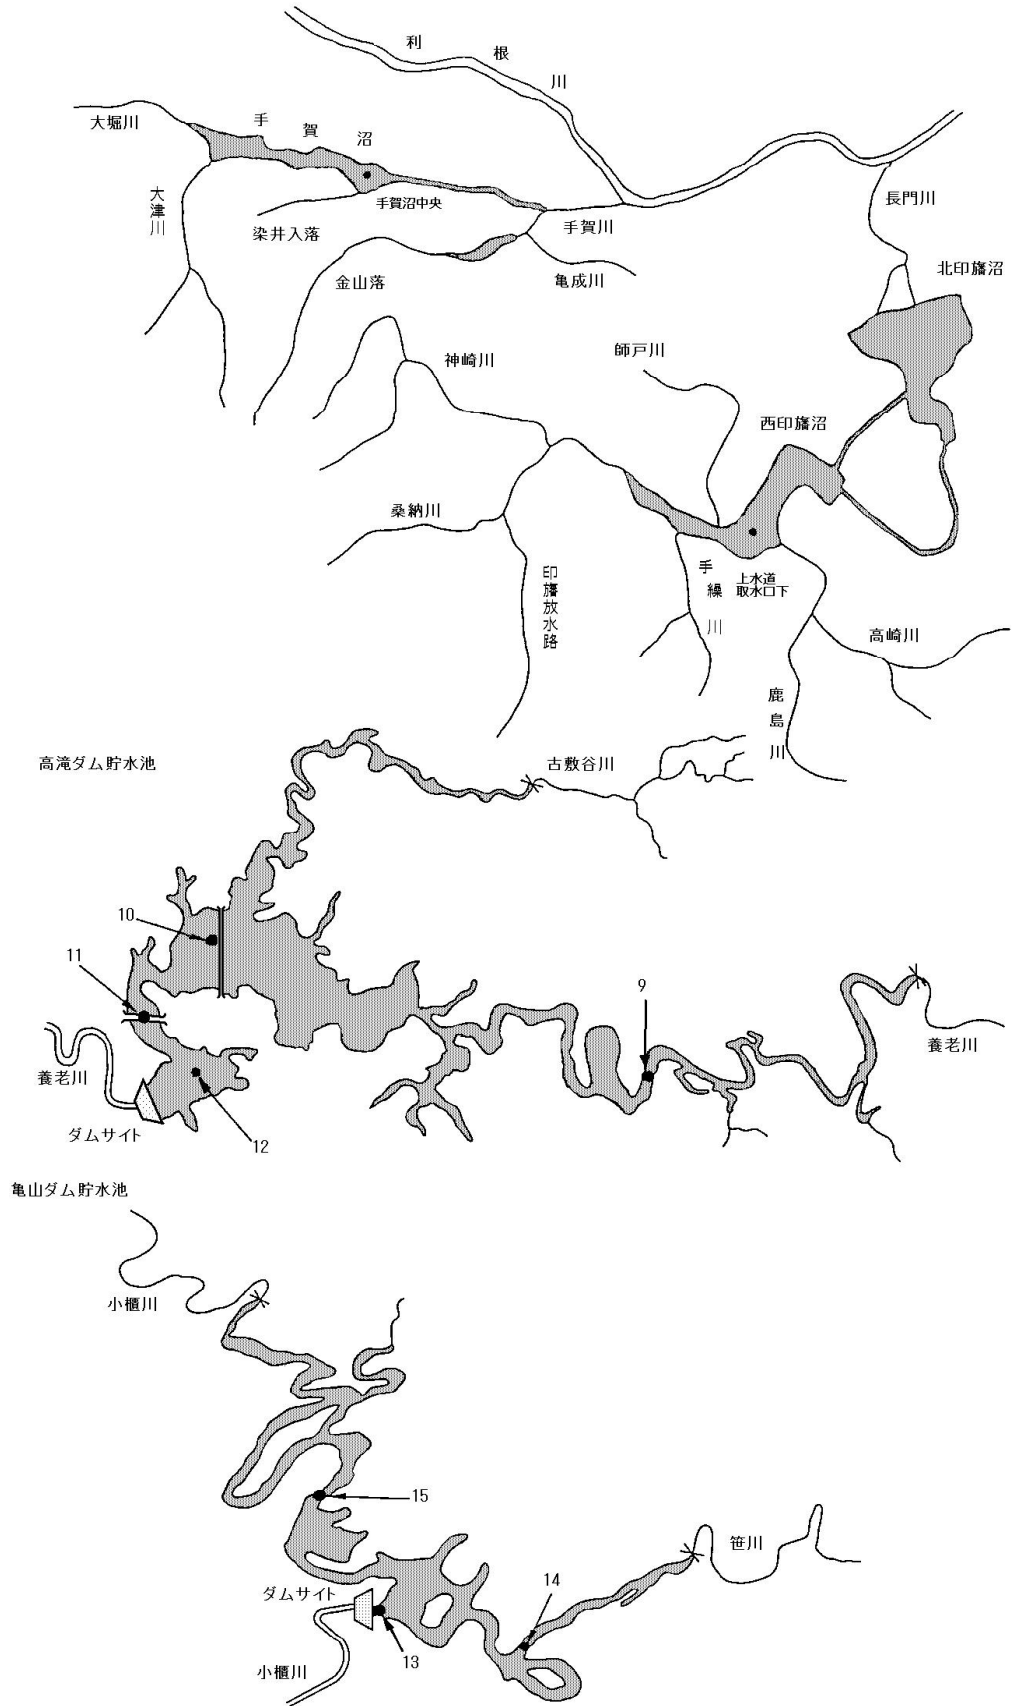 利根川
大堀川
手賀沼
大津川
手賀沼中央
染井入落
手賀川
長門川
金山落
亀成川
北印旛沼
神崎川
師戸川
西印旛沼
桑納川
印旛放水路
手繰川
上水道
取水口下
高崎川
鹿島川
高滝ダム貯水池
古敷谷川
10
11
9
養老川
養老川
ダムサイト
12
亀山ダム貯水池
小櫃川
15
笹川
ダムサイト
14
13
小櫃川